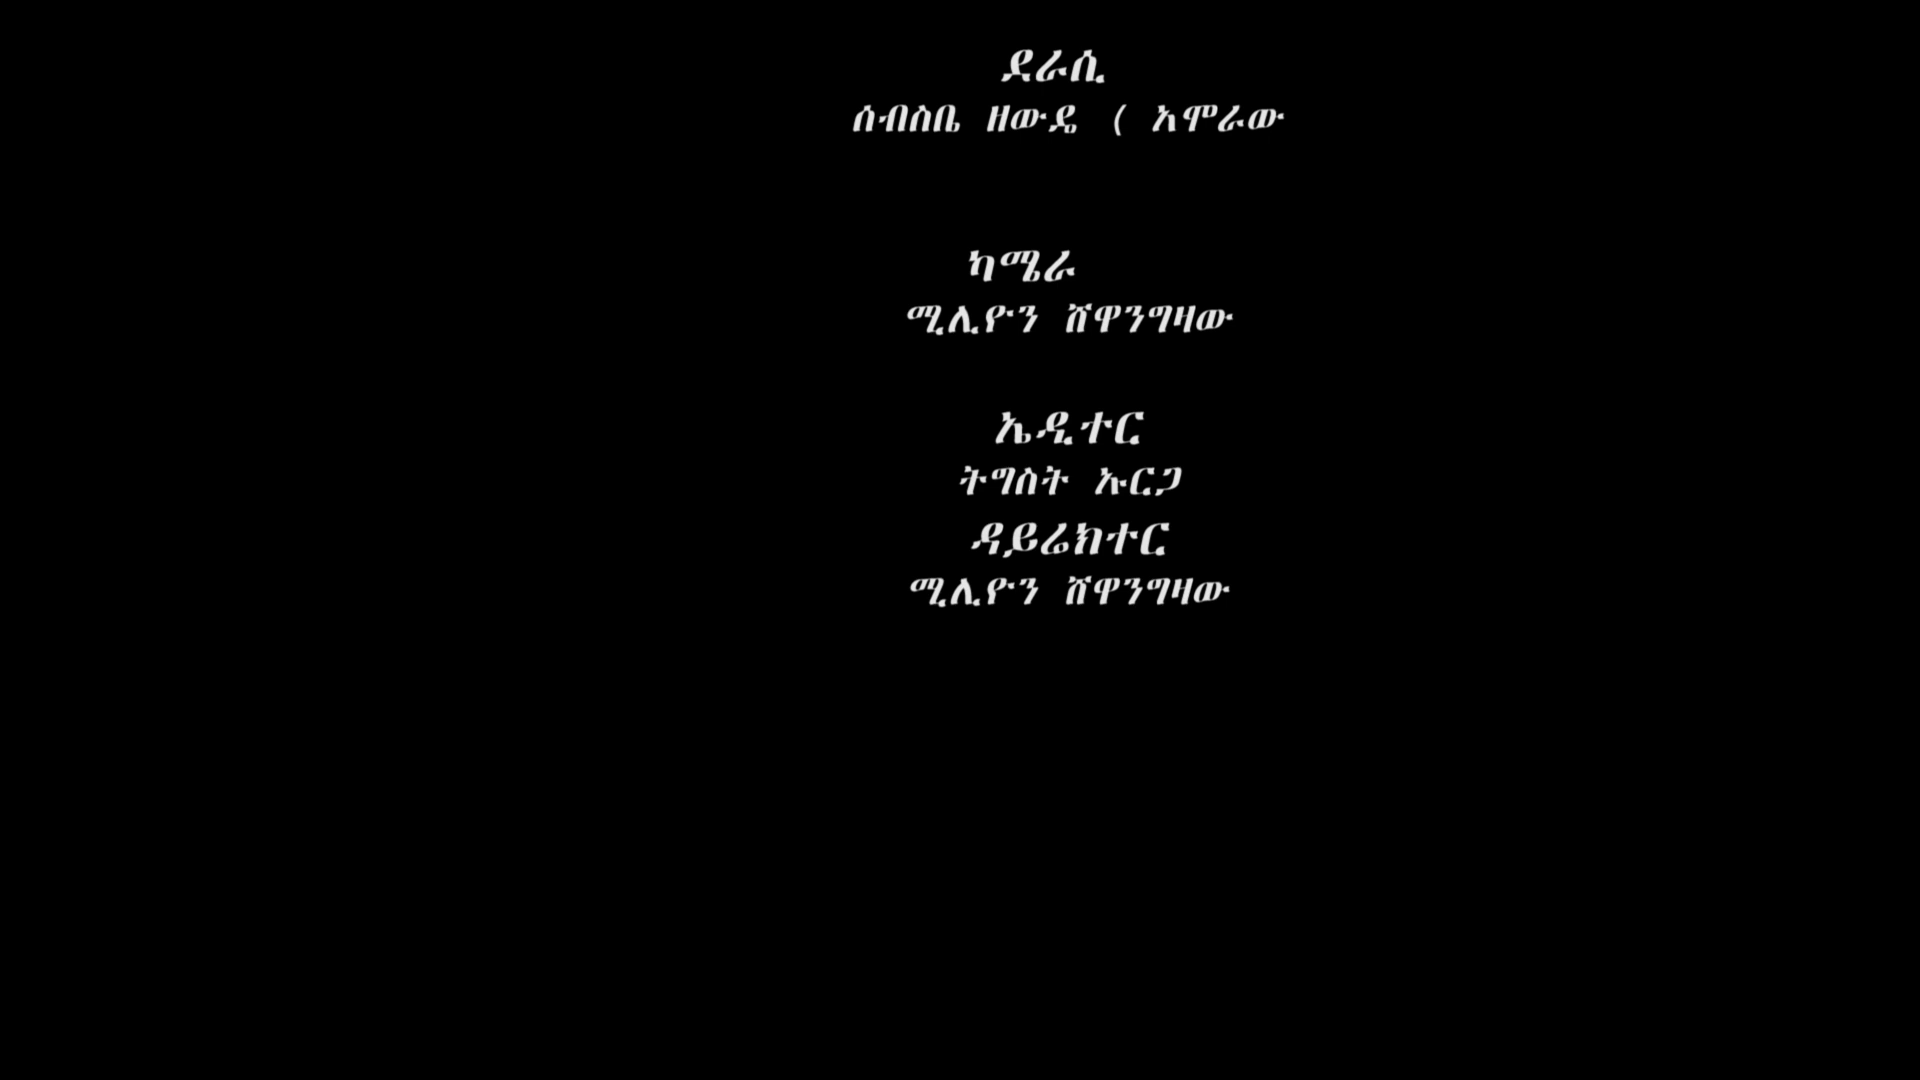 ደራሲ
ሰብስቤ ዘውዴ ( አሞራው
ካሜራ
ሚሊዮን ሸዋንግዛው
ኤዲተር
ትግስት ኡርጋ
ዳይሬክተር
ሚሊዮን ሸዋንግዛው